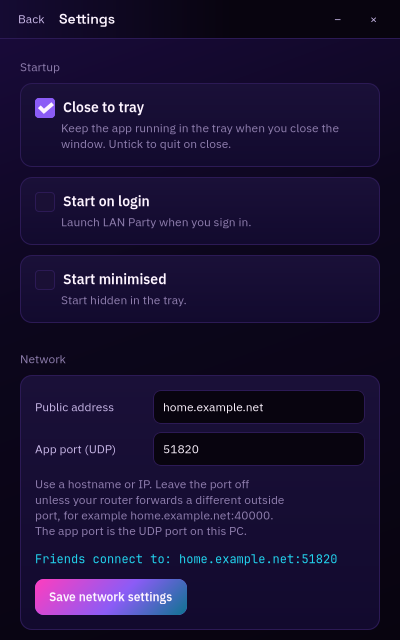 Back Settings
Startup
Close to tray
Keep the app running in the tray when you close the
window. Untick to quit on close.
Start on login
Launch LAN Party when you sign in.
Start minimised
Start hidden in the tray.
Network
Public address home.example.net
App port (UDP) 51820
Use a hostname or IP. Leave the port off
unless your router forwards a different outside
port, for example home.example.net:40000.
The app port is the UDP port on this PC.
Friends connect to: home.example.net:51820
Save network settings